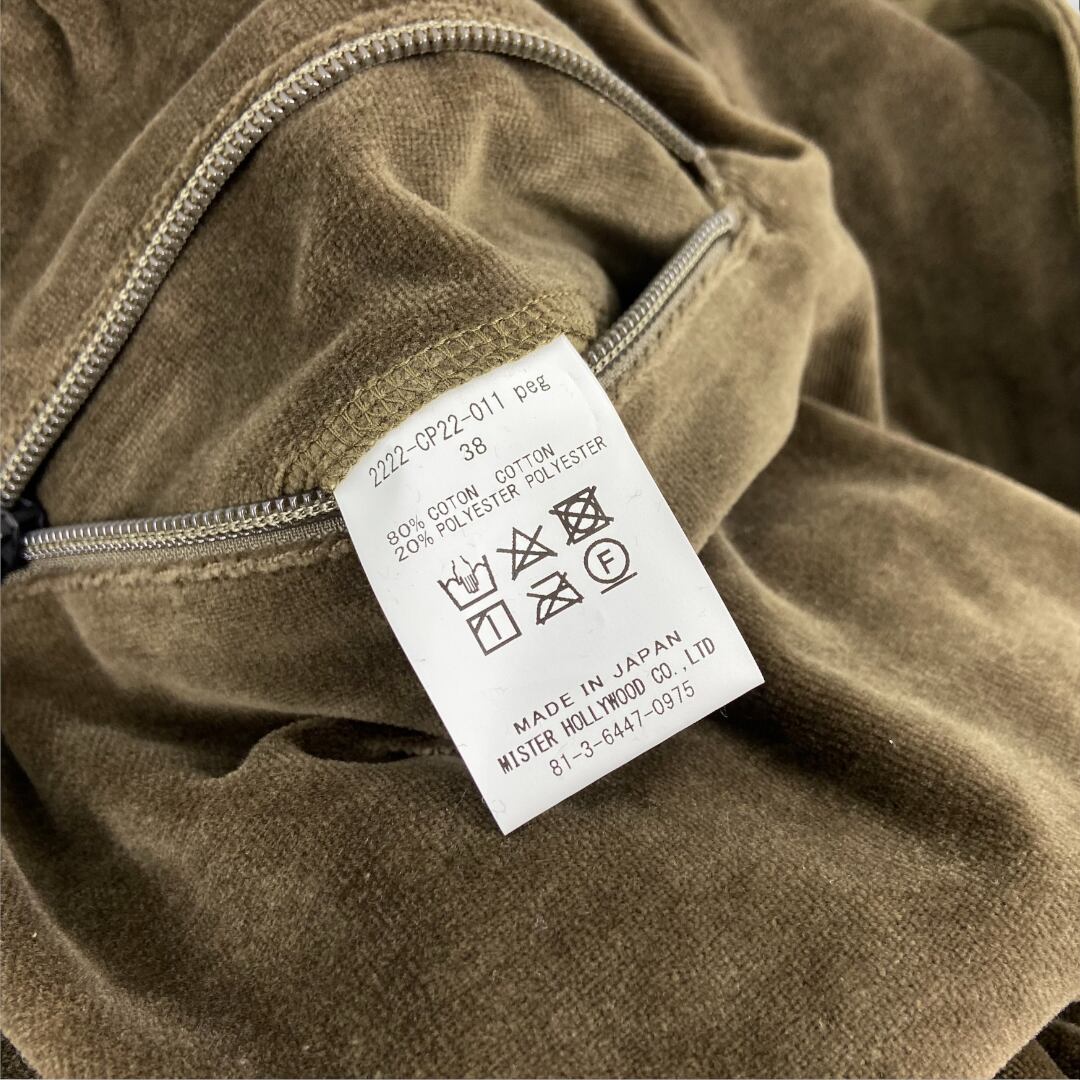 2222-CP22-011 peg
38
80% COTON COTTON
20% POLYESTER POLYESTER
F
MADE IN JAPAN
MISTER HOLLYWOOD CO.,LTD
81-3-6447-0975